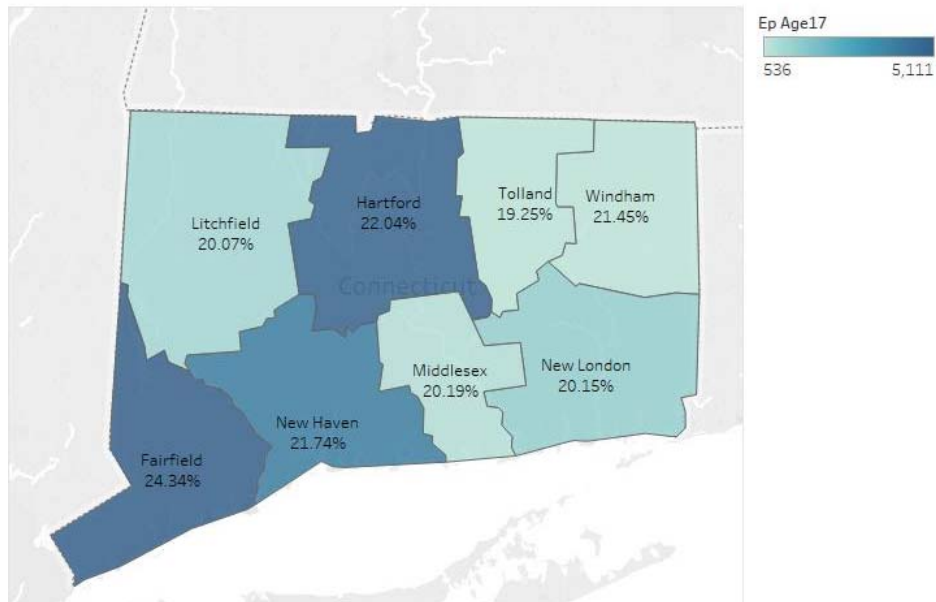 Ep Age17
536 5,111
Litchfield
20.07%
Hartford
22.04%
Tolland
19.25%
Windham
21.45%
Connecticut
Middlesex
20.19%
New London
20.15%
New Haven
21.74%
Fairfield
24.34%